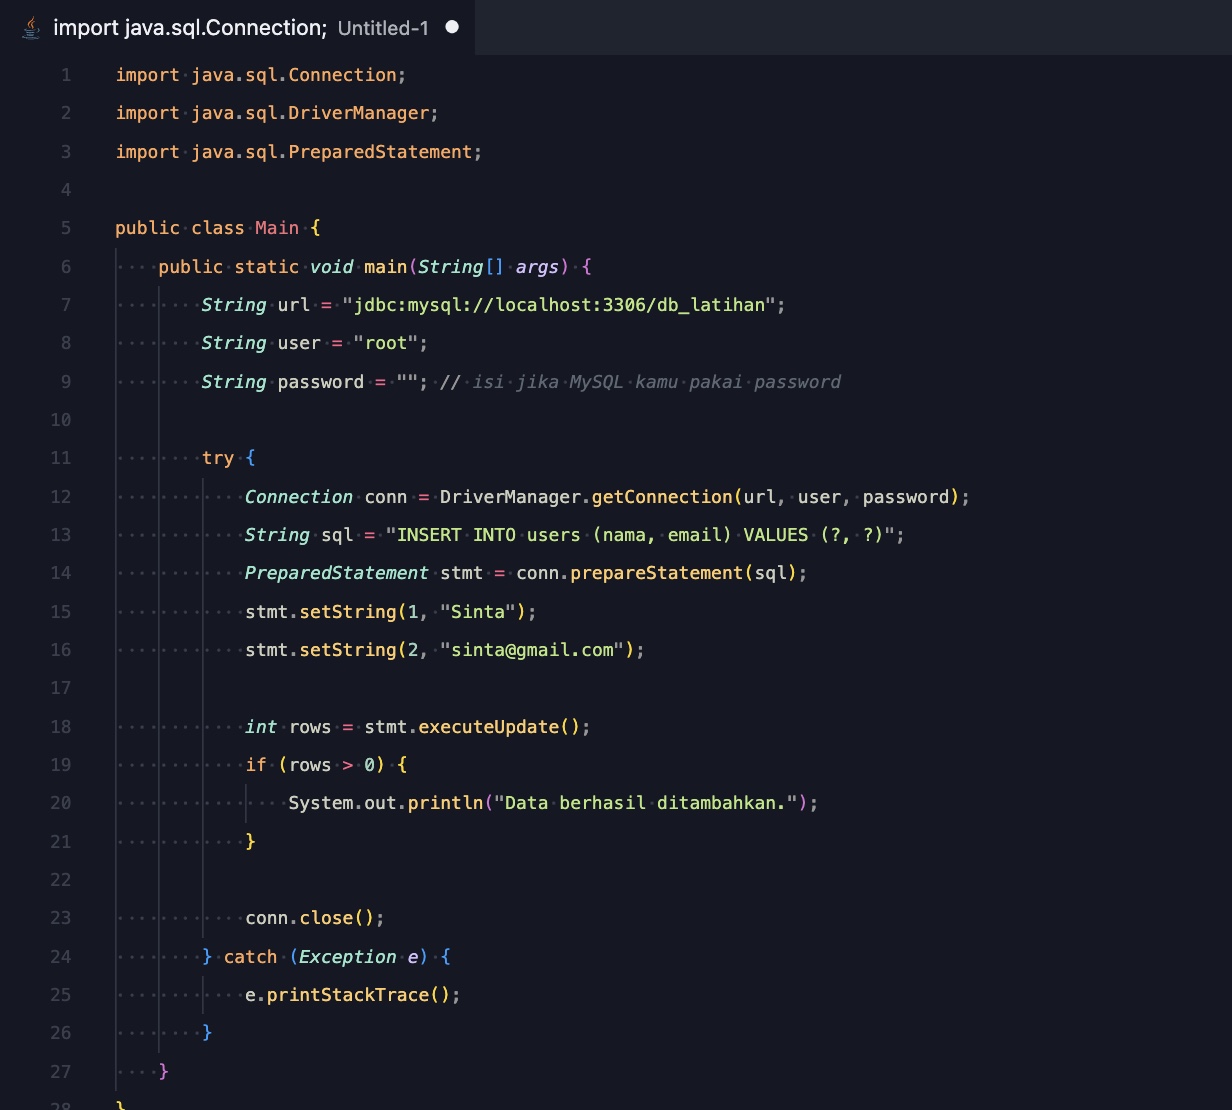 import java.sql.Connection; Untitled-1
1 import java.sql.Connection;
2 import java.sql.DriverManager;
3 import java.sql.PreparedStatement;
4
5 public class Main {
6     public static void main(String[] args) {
7         String url = "jdbc:mysql://localhost:3306/db_latihan";
8         String user = "root";
9         String password = ""; // isi jika MySQL kamu pakai password
10
11         try {
12             Connection conn = DriverManager.getConnection(url, user, password);
13             String sql = "INSERT INTO users (nama, email) VALUES (?, ?)";
14             PreparedStatement stmt = conn.prepareStatement(sql);
15             stmt.setString(1, "Sinta");
16             stmt.setString(2, "sinta@gmail.com");
17
18             int rows = stmt.executeUpdate();
19             if (rows > 0) {
20                 System.out.println("Data berhasil ditambahkan.");
21             }
22
23             conn.close();
24         } catch (Exception e) {
25             e.printStackTrace();
26         }
27     }
28 }